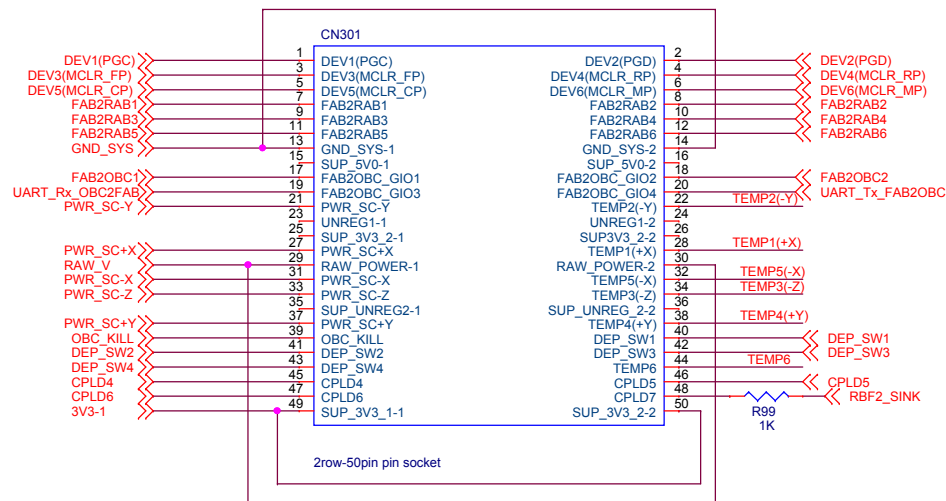 CN301
DEV1(PGC) 1 DEV1(PGC) DEV2(PGD) 2 DEV2(PGD)
DEV3(MCLR_FP) 3 DEV3(MCLR_FP) DEV4(MCLR_RP) 4 DEV4(MCLR_RP)
DEV5(MCLR_CP) 5 DEV5(MCLR_CP) DEV6(MCLR_MP) 6 DEV6(MCLR_MP)
FAB2RAB1 7 FAB2RAB1 FAB2RAB2 8 FAB2RAB2
FAB2RAB3 9 FAB2RAB3 FAB2RAB4 10 FAB2RAB4
FAB2RAB5 11 FAB2RAB5 FAB2RAB6 12 FAB2RAB6
GND_SYS 13 GND_SYS-1 GND_SYS-2 14
15 SUP_5V0-1 SUP_5V0-2 16
FAB2OBC1 17 FAB2OBC_GIO1 FAB2OBC_GIO2 18 FAB2OBC2
UART_Rx_OBC2FAB 19 FAB2OBC_GIO3 FAB2OBC_GIO4 20 UART_Tx_FAB2OBC
PWR_SC-Y 21 PWR_SC-Y TEMP2(-Y) 22 TEMP2(-Y)
23 UNREG1-1 UNREG1-2 24
25 SUP_3V3_2-1 SUP3V3_2-2 26
PWR_SC+X 27 PWR_SC+X TEMP1(+X) 28 TEMP1(+X)
RAW_V 29 RAW_POWER-1 RAW_POWER-2 30
PWR_SC-X 31 PWR_SC-X TEMP5(-X) 32 TEMP5(-X)
PWR_SC-Z 33 PWR_SC-Z TEMP3(-Z) 34 TEMP3(-Z)
35 SUP_UNREG2-1 SUP_UNREG_2-2 36
PWR_SC+Y 37 PWR_SC+Y TEMP4(+Y) 38 TEMP4(+Y)
OBC_KILL 39 OBC_KILL DEP_SW1 40 DEP_SW1
DEP_SW2 41 DEP_SW2 DEP_SW3 42 DEP_SW3
DEP_SW4 43 DEP_SW4 TEMP6 44 TEMP6
CPLD4 45 CPLD4 CPLD5 46 CPLD5
CPLD6 47 CPLD6 CPLD7 48 RBF2_SINK
3V3-1 49 SUP_3V3_1-1 SUP_3V3_2-2 50
R99
1K
2row-50pin pin socket